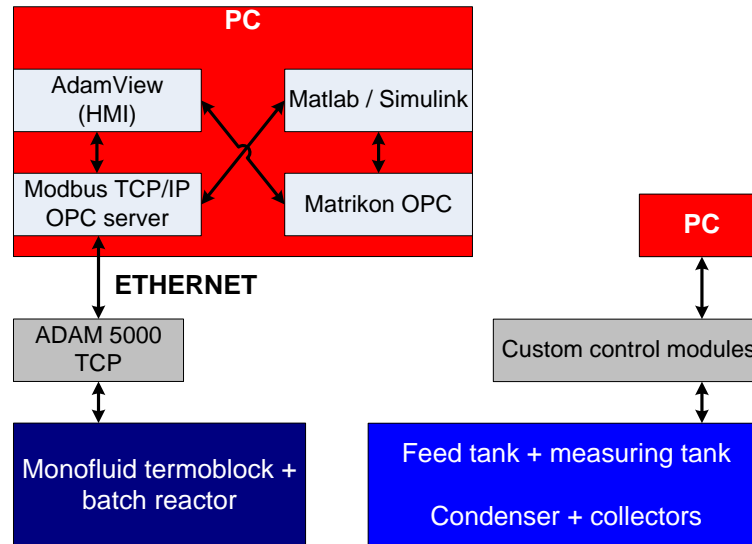 PC
AdamView
(HMI)
Matlab / Simulink
Modbus TCP/IP
OPC server
Matrikon OPC
PC
ETHERNET
ADAM 5000
TCP
Custom control modules
Monofluid termoblock +
batch reactor
Feed tank + measuring tank
Condenser + collectors